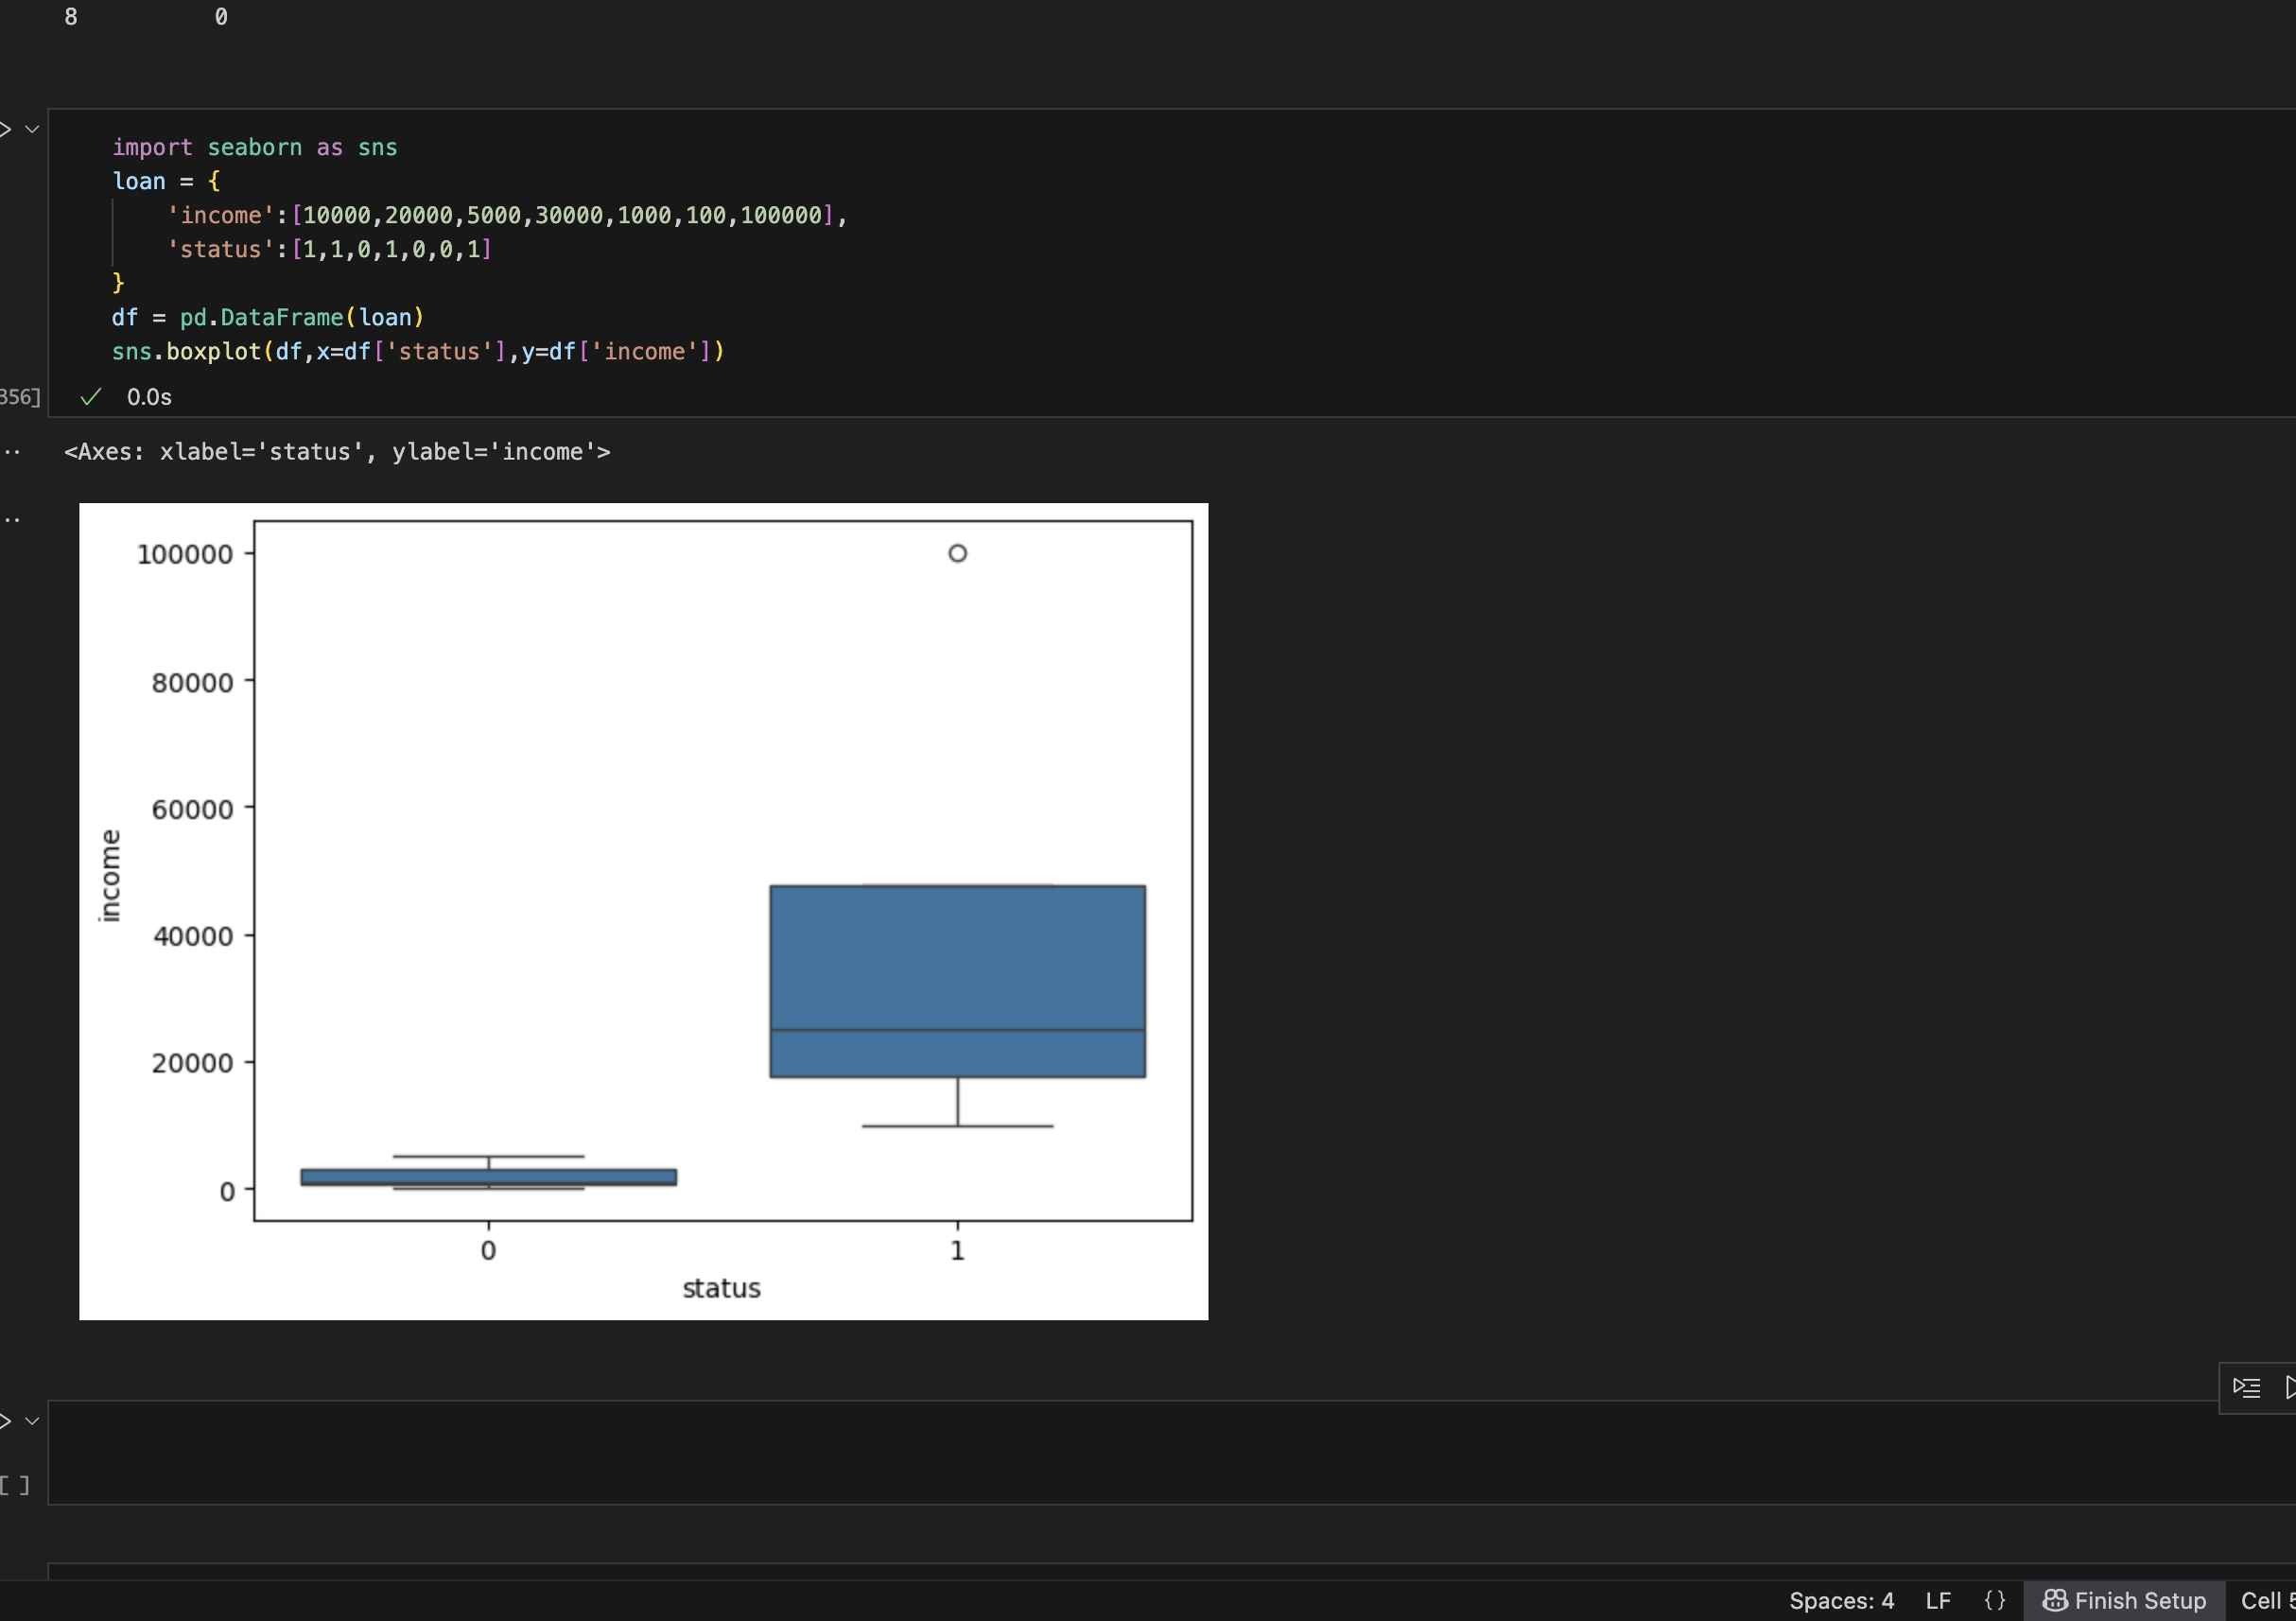 8 0
import seaborn as sns
loan = {
'income':[10000,20000,5000,30000,1000,100,100000],
'status':[1,1,0,1,0,0,1]
}
df = pd.DataFrame(loan)
sns.boxplot(df,x=df['status'],y=df['income'])
356]
0.0s
<Axes: xlabel='status', ylabel='income'>
100000
80000
60000
40000
20000
0
income
0 1
status
[ ]
Spaces: 4 LF {} Finish Setup Cell 5